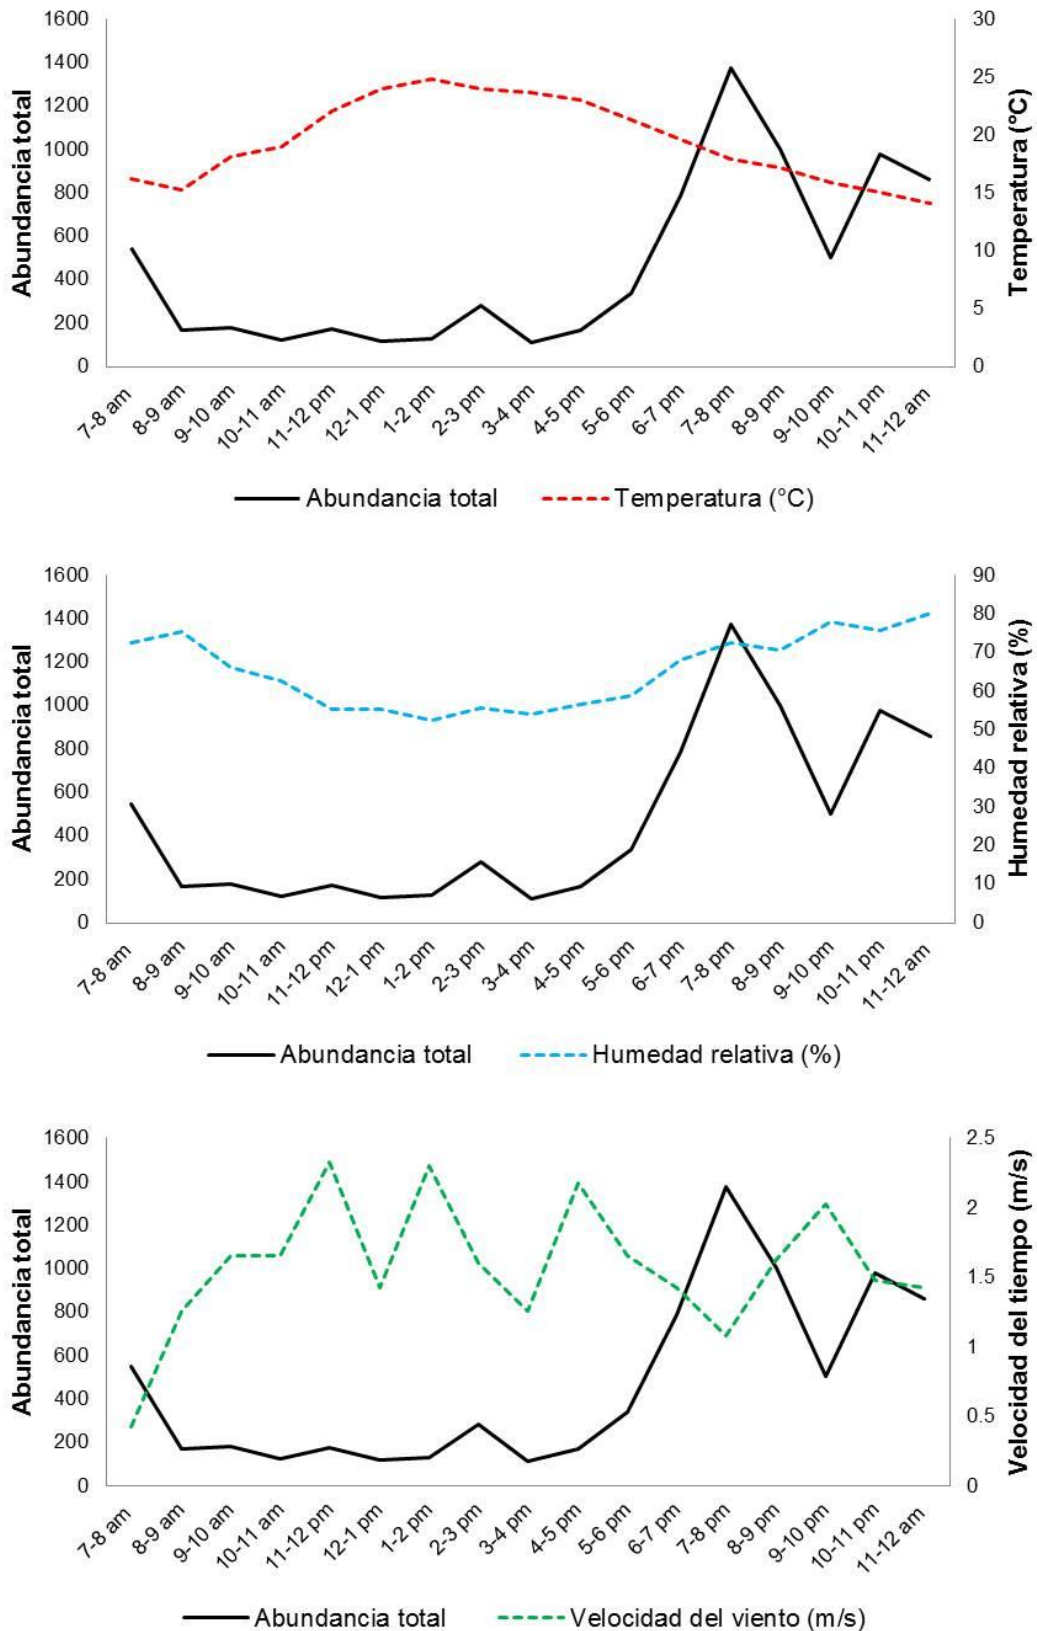 Abundancia total
1600
1400
1200
1000
800
600
400
200
0
30
25
20
15
10
5
0
Temperatura (°C)
7-8 am
8-9 am
9-10 am
10-11 am
11-12 pm
12-1 pm
1-2 pm
2-3 pm
3-4 pm
4-5 pm
5-6 pm
6-7 pm
7-8 pm
8-9 pm
9-10 pm
10-11 pm
11-12 am
Abundancia total Temperatura (°C)
Abundancia total
1600
1400
1200
1000
800
600
400
200
0
90
80
70
60
50
40
30
20
10
0
Humedad relativa (%)
7-8 am
8-9 am
9-10 am
10-11 am
11-12 pm
12-1 pm
1-2 pm
2-3 pm
3-4 pm
4-5 pm
5-6 pm
6-7 pm
7-8 pm
8-9 pm
9-10 pm
10-11 pm
11-12 am
Abundancia total Humedad relativa (%)
Abundancia total
1600
1400
1200
1000
800
600
400
200
0
2.5
2
1.5
1
0.5
0
Velocidad del tiempo (m/s)
7-8 am
8-9 am
9-10 am
10-11 am
11-12 pm
12-1 pm
1-2 pm
2-3 pm
3-4 pm
4-5 pm
5-6 pm
6-7 pm
7-8 pm
8-9 pm
9-10 pm
10-11 pm
11-12 am
Abundancia total Velocidad del viento (m/s)